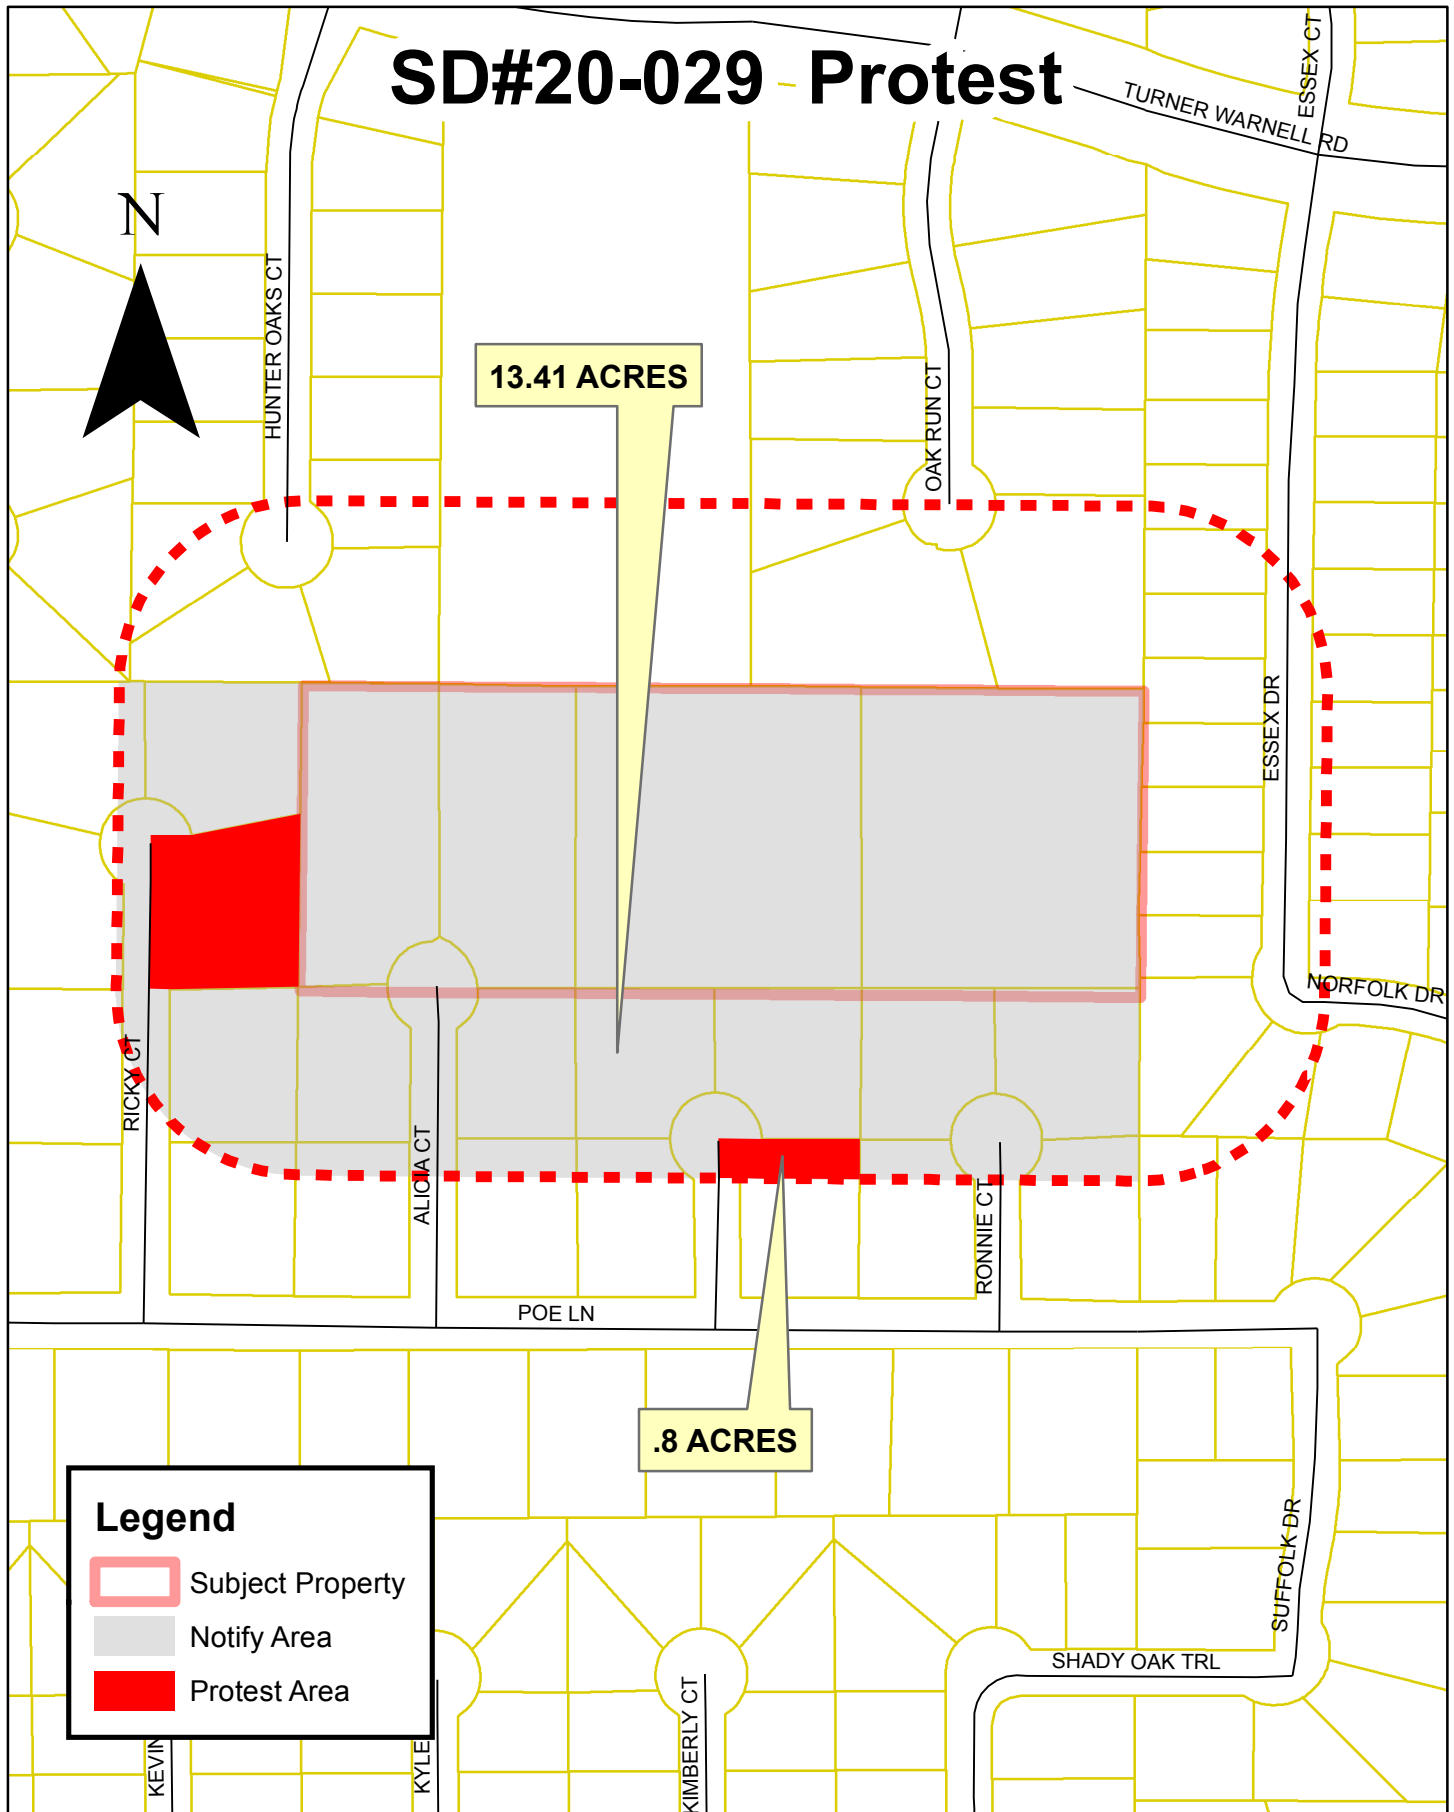 SD#20-029 Protest
ESSEX CT
TURNER WARNELL RD
N
HUNTER OAKS CT
13.41 ACRES
OAK RUN CT
ESSEX DR
NORFOLK DR
RICKY CT
ALICIA CT
RONNIE CT
POE LN
.8 ACRES
Legend
Subject Property
Notify Area
Protest Area
SUFFOLK DR
SHADY OAK TRL
KEVIN
KYLE
KIMBERLY CT